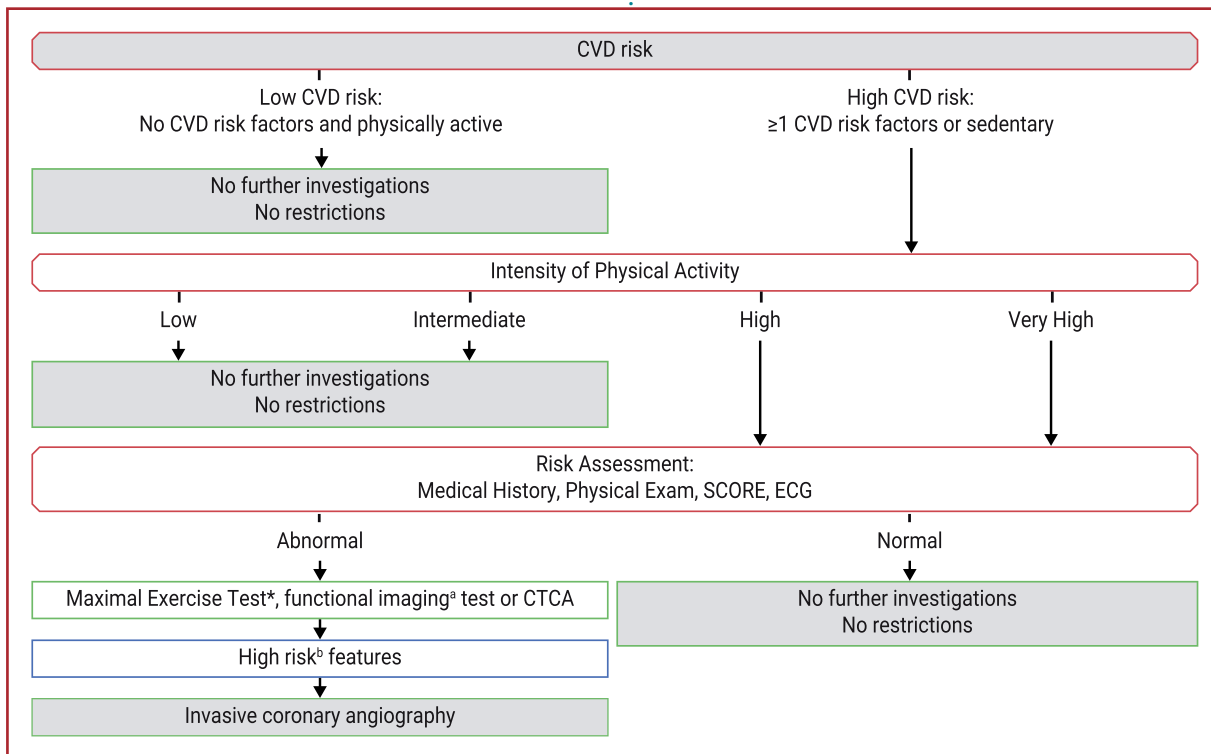 CVD risk
Low CVD risk:
No CVD risk factors and physically active
High CVD risk:
≥1 CVD risk factors or sedentary
No further investigations
No restrictions
Intensity of Physical Activity
Low
Intermediate
High
Very High
No further investigations
No restrictions
Risk Assessment:
Medical History, Physical Exam, SCORE, ECG
Abnormal
Normal
Maximal Exercise Test*, functional imagingᵃ test or CTCA
No further investigations
No restrictions
High riskᵇ features
Invasive coronary angiography